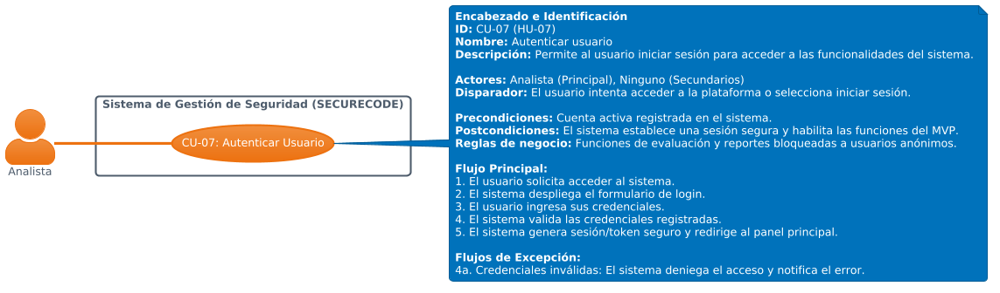 Analista
Sistema de Gestión de Seguridad (SECURECODE)
CU-07: Autenticar Usuario
Encabezado e Identificación
ID: CU-07 (HU-07)
Nombre: Autenticar usuario
Descripción: Permite al usuario iniciar sesión para acceder a las funcionalidades del sistema.
Actores: Analista (Principal), Ninguno (Secundarios)
Disparador: El usuario intenta acceder a la plataforma o selecciona iniciar sesión.
Precondiciones: Cuenta activa registrada en el sistema.
Postcondiciones: El sistema establece una sesión segura y habilita las funciones del MVP.
Reglas de negocio: Funciones de evaluación y reportes bloqueadas a usuarios anónimos.
Flujo Principal:
1. El usuario solicita acceder al sistema.
2. El sistema despliega el formulario de login.
3. El usuario ingresa sus credenciales.
4. El sistema valida las credenciales registradas.
5. El sistema genera sesión/token seguro y redirige al panel principal.
Flujos de Excepción:
4a. Credenciales inválidas: El sistema deniega el acceso y notifica el error.